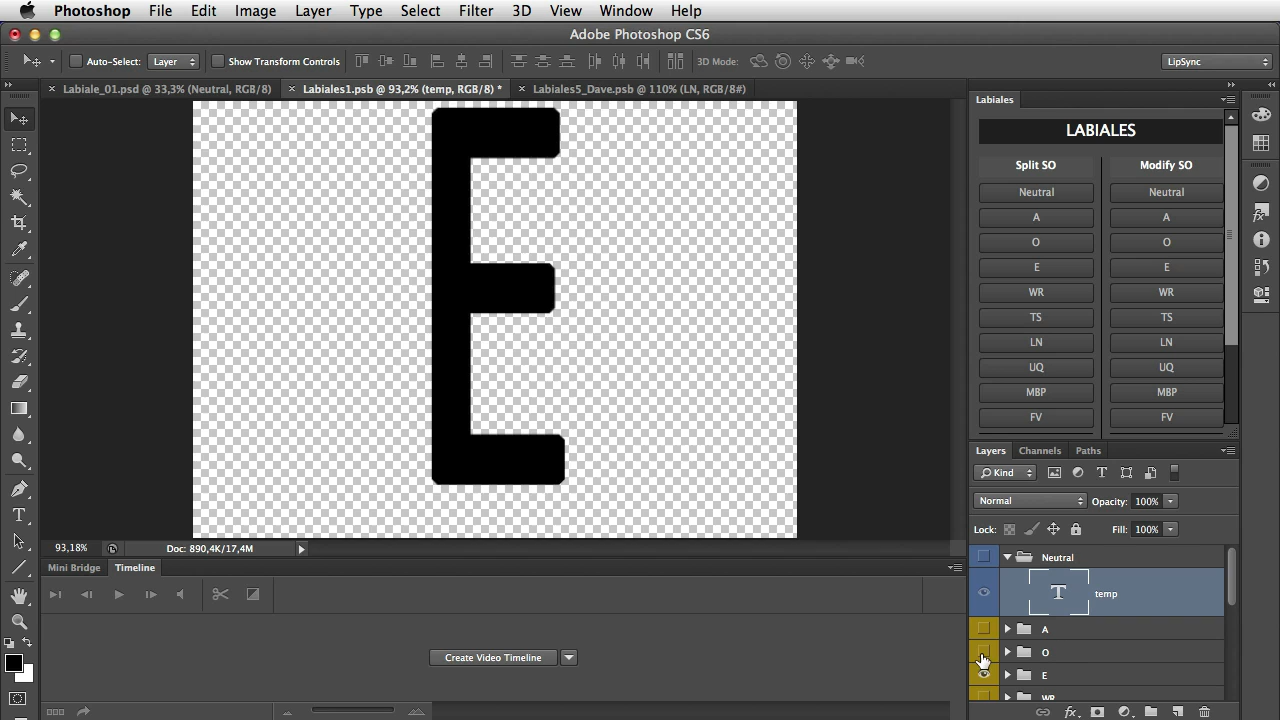 Photoshop File Edit Image Layer Type Select Filter 3D View Window Help
Adobe Photoshop CS6
Auto-Select: Layer Show Transform Controls 3D Mode: LipSync
Labiale_01.psd @ 33,3% (Neutral, RGB/8) Labiales1.psb @ 93,2% (temp, RGB/8) * Labiales5_Dave.psb @ 110% (LN, RGB/8#)
Labiales
LABIALES
Split SO Modify SO
Neutral Neutral
A A
O O
E E
WR WR
TS TS
LN LN
UQ UQ
MBP MBP
FV FV
E
Layers Channels Paths
Kind
Normal Opacity: 100%
Lock: Fill: 100%
Neutral
T temp
A
O
E
WR
93,18% Doc: 890,4K/17,4M
Mini Bridge Timeline
Create Video Timeline